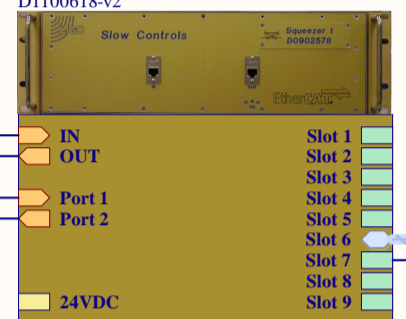 D1100618-v2
Slow Controls
Squeezer I
D0902578
EtherCAT
IN
OUT
Port 1
Port 2
24VDC
Slot 1
Slot 2
Slot 3
Slot 4
Slot 5
Slot 6
Slot 7
Slot 8
Slot 9